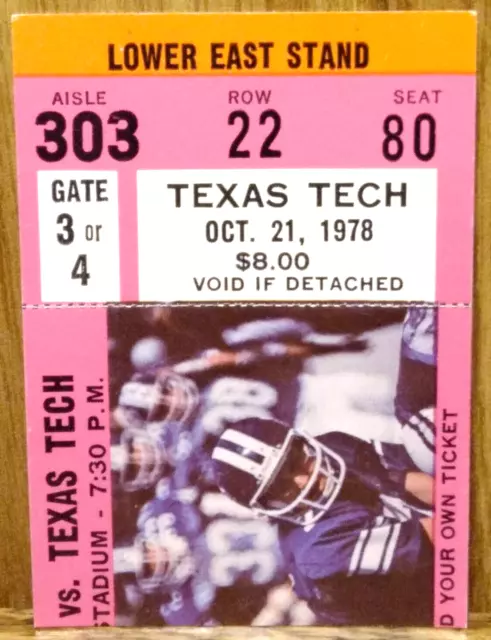 LOWER EAST STAND
AISLE ROW SEAT
303 22 80
GATE
3 or
4
TEXAS TECH
OCT. 21, 1978
$8.00
VOID IF DETACHED
VS. TEXAS TECH
STADIUM - 7:30 P.M.
YOUR OWN TICKET